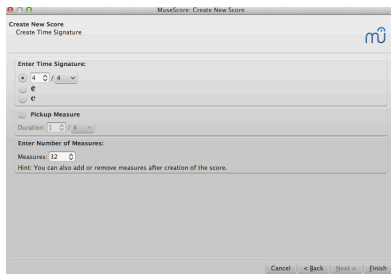 MuseScore: Create New Score
Create New Score
Create Time Signature
mu
Enter Time Signature:
4 / 4
Pickup Measure
Duration: 1 / 4
Enter Number of Measures:
Measures: 32
Hint: You can also add or remove measures after creation of the score.
Cancel < Back Next > Finish